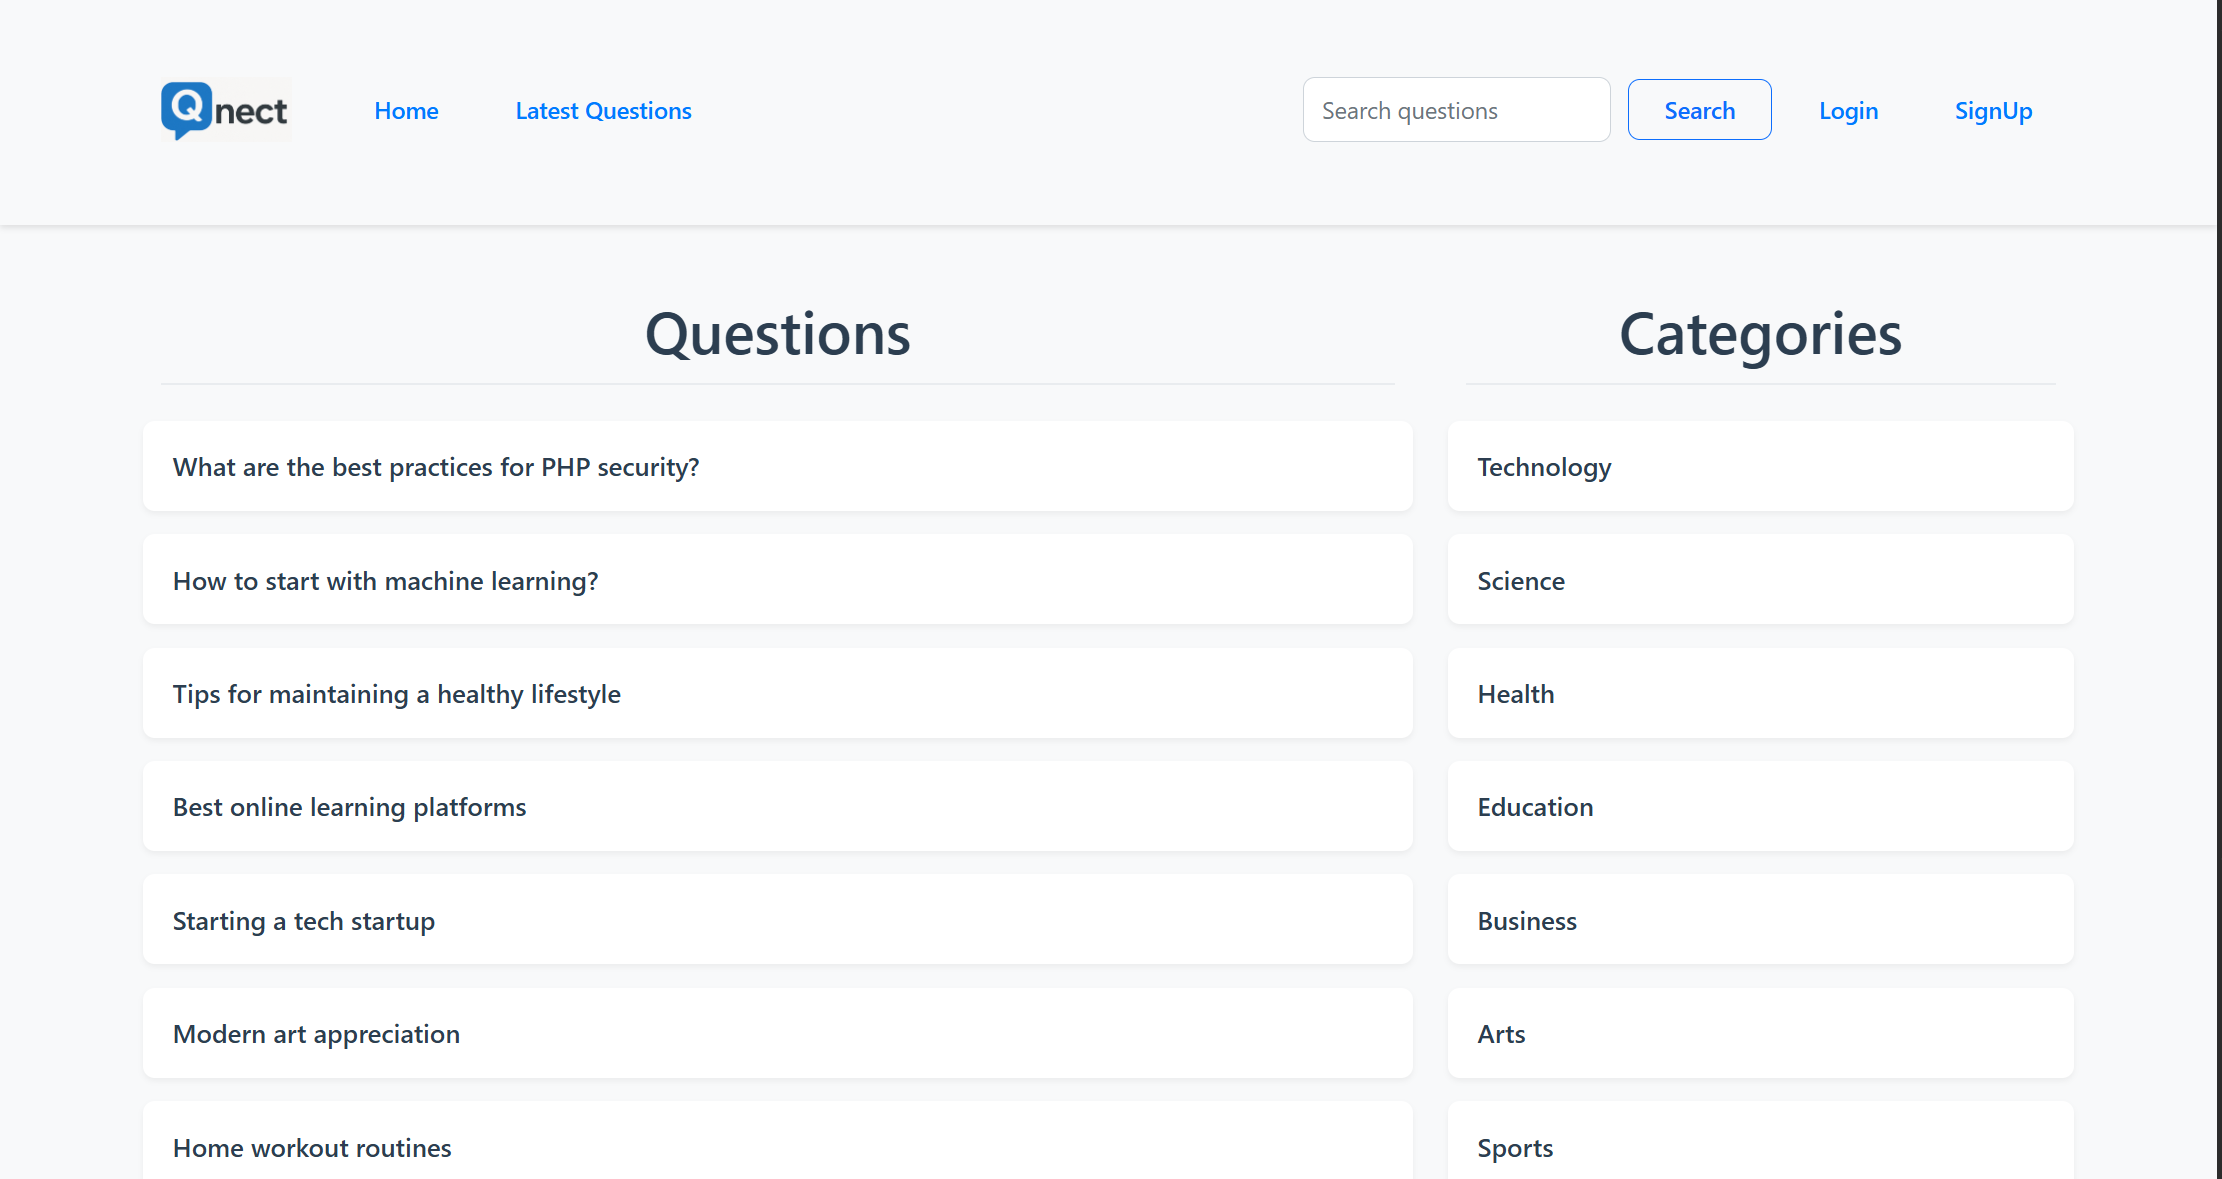 Qnect
Home
Latest Questions
Search questions
Search
Login
SignUp
Questions
What are the best practices for PHP security?
How to start with machine learning?
Tips for maintaining a healthy lifestyle
Best online learning platforms
Starting a tech startup
Modern art appreciation
Home workout routines
Categories
Technology
Science
Health
Education
Business
Arts
Sports